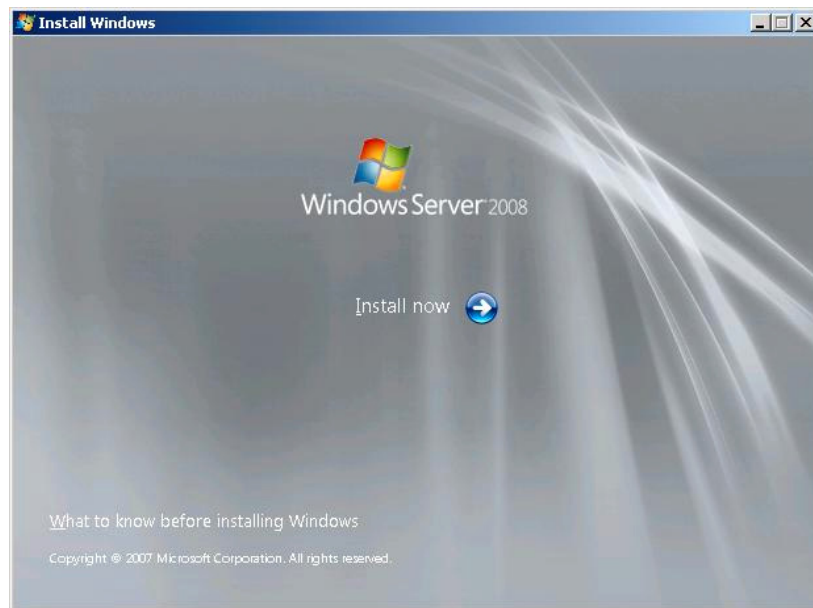 Install Windows
Windows Server 2008
Install now
What to know before installing Windows
Copyright © 2007 Microsoft Corporation. All rights reserved.